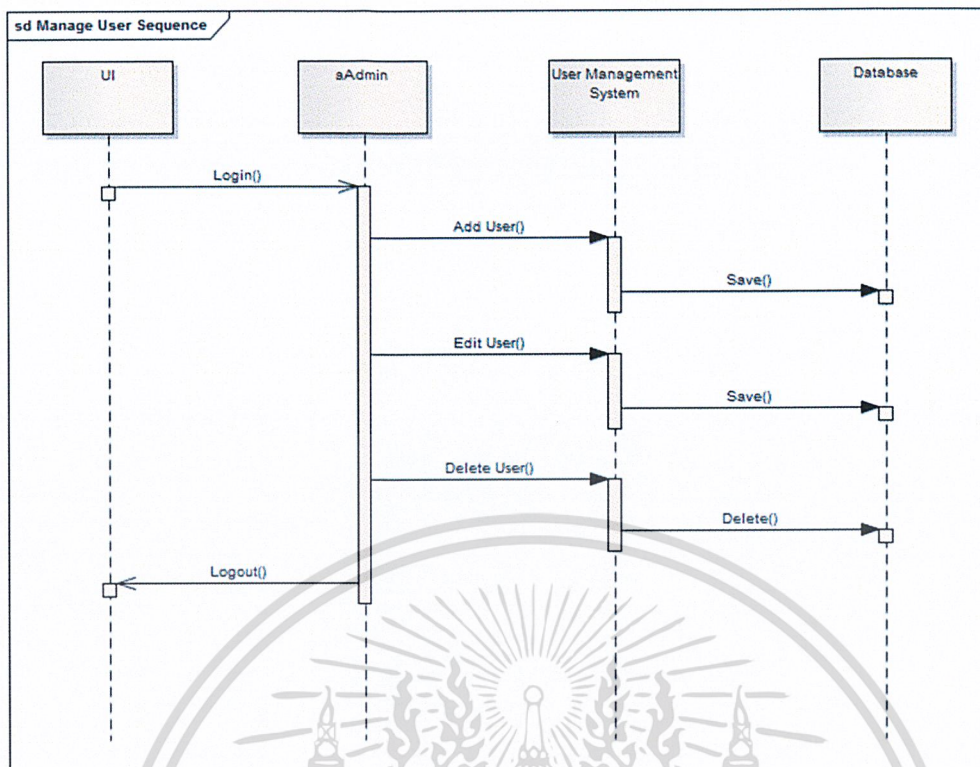 sd Manage User Sequence
UI
aAdmin
User Management
System
Database
Login()
Add User()
Save()
Edit User()
Save()
Delete User()
Delete()
Logout()